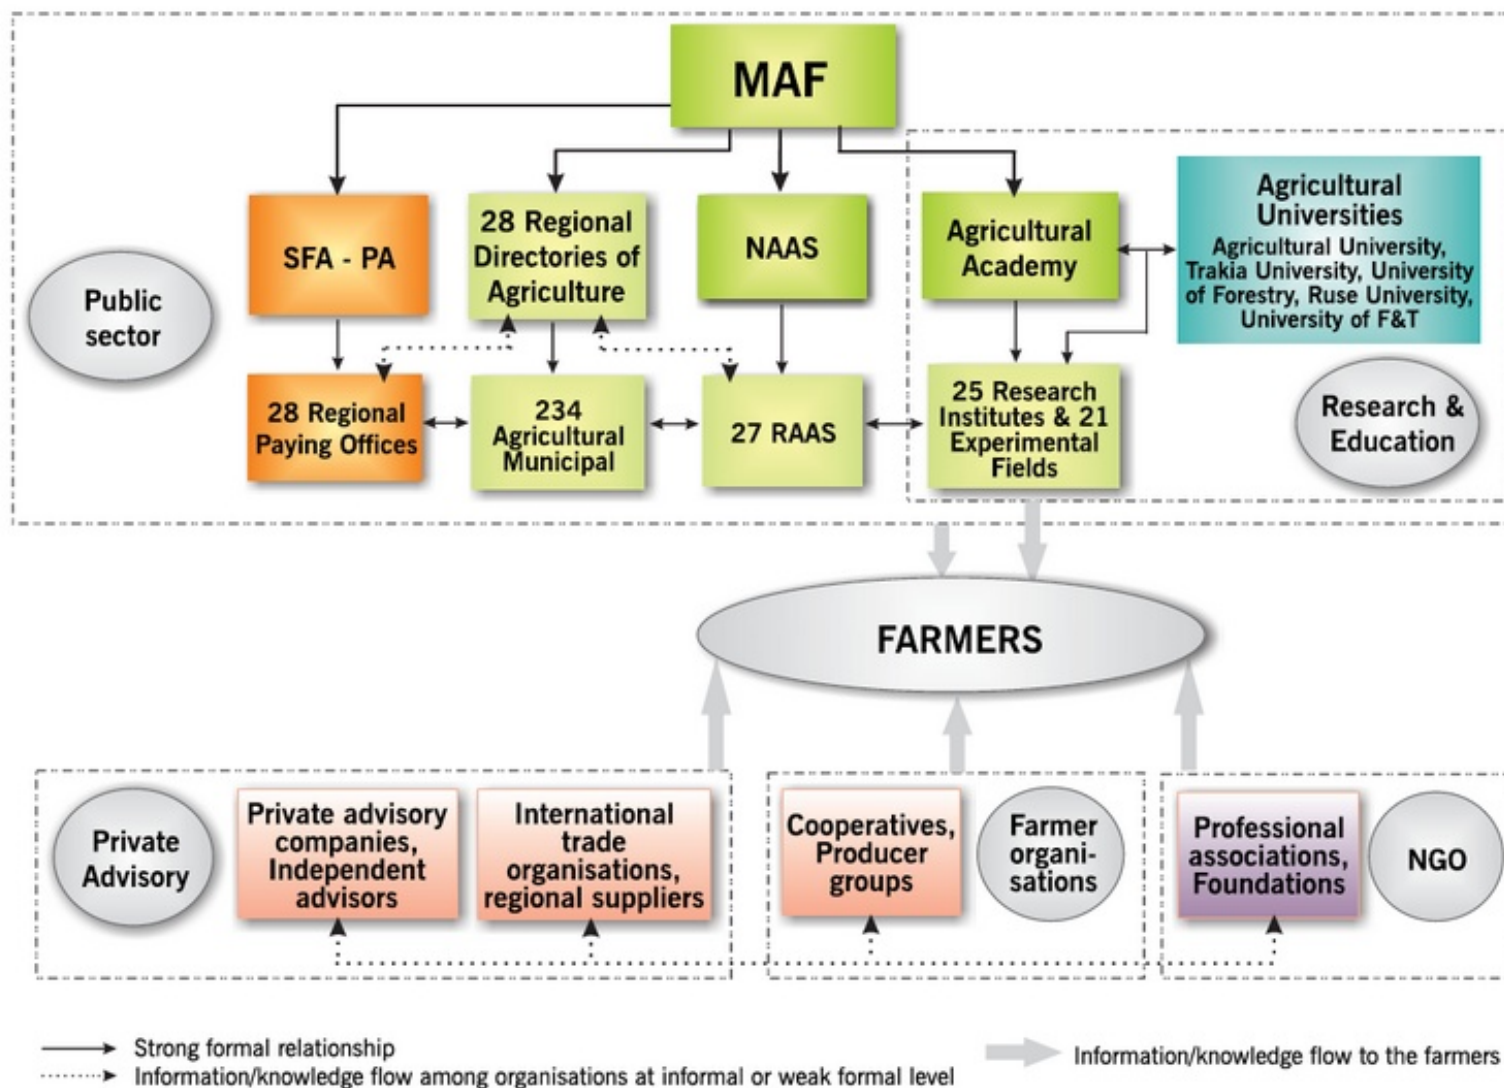 MAF
SFA - PA
28 Regional
Directories of
Agriculture
NAAS
Agricultural
Academy
Agricultural
Universities
Agricultural University,
Trakia University, University
of Forestry, Ruse University,
University of F&T
Public
sector
28 Regional
Paying Offices
234
Agricultural
Municipal
27 RAAS
25 Research
Institutes & 21
Experimental
Fields
Research &
Education
FARMERS
Private
Advisory
Private advisory
companies,
Independent
advisors
International
trade
organisations,
regional suppliers
Cooperatives,
Producer
groups
Farmer
organi-
sations
Professional
associations,
Foundations
NGO
Strong formal relationship
Information/knowledge flow among organisations at informal or weak formal level
Information/knowledge flow to the farmers